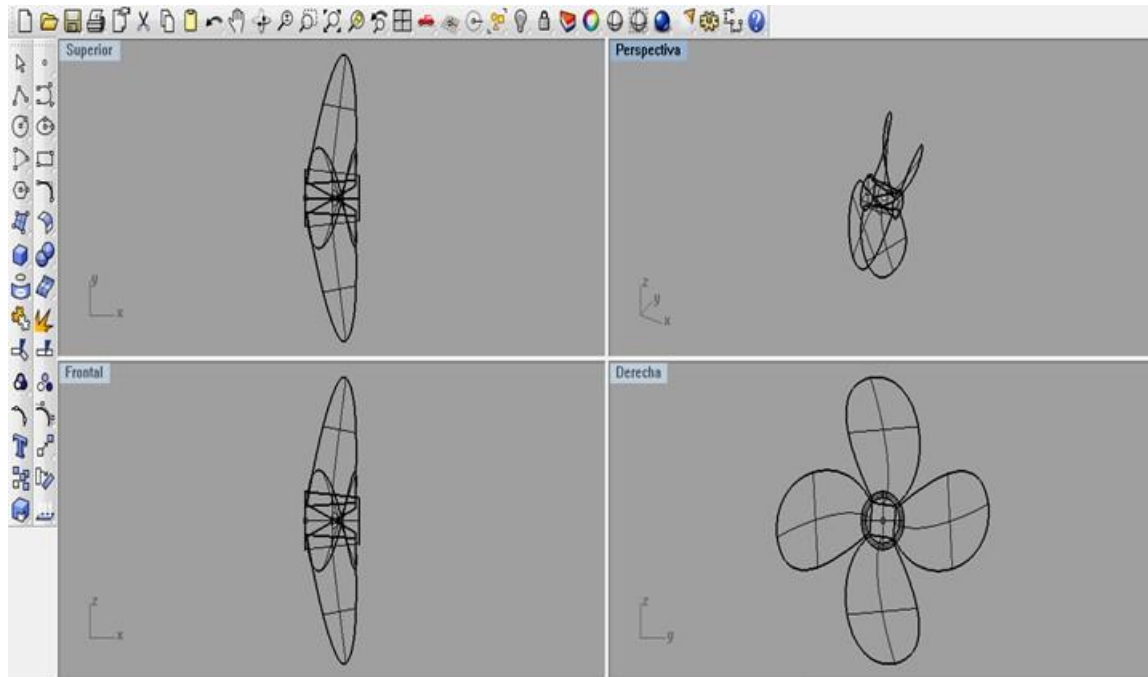 Superior
Perspectiva
y
x
z
y
x
Frontal
Derecha
z
x
z
y